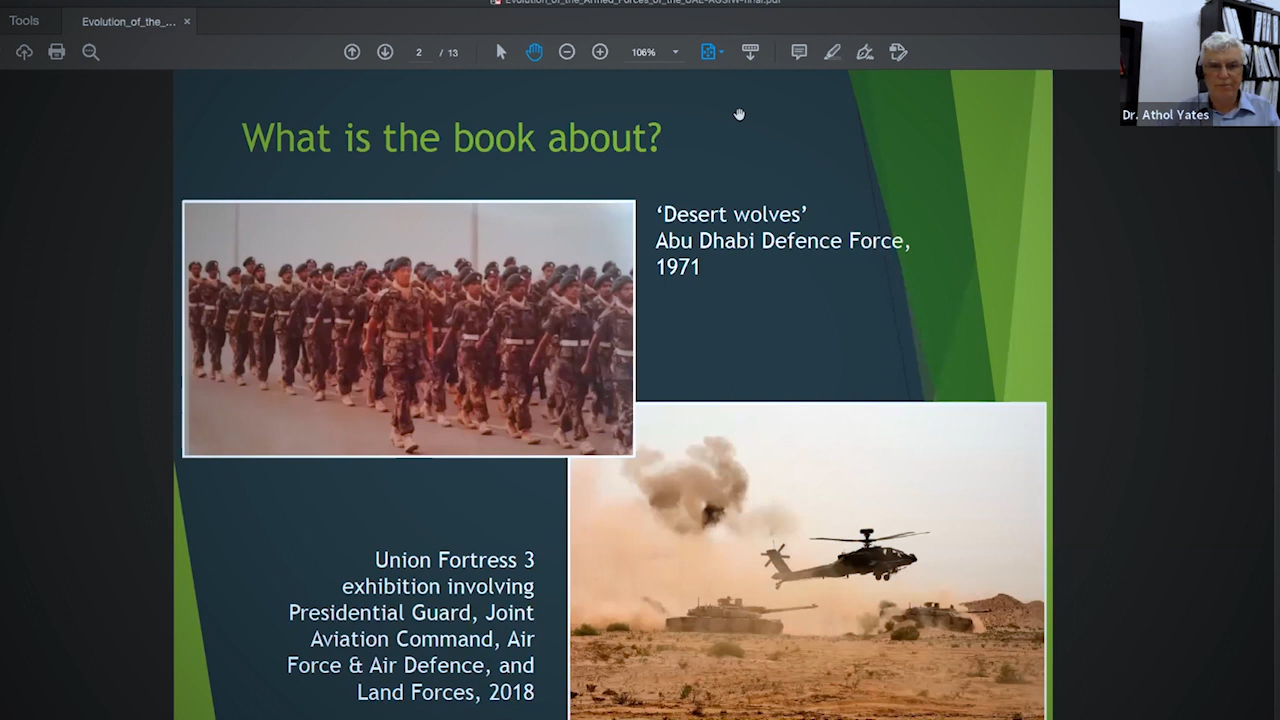 Evolution_of_the_Armed_Forces_of_the_UAE-AGSIW-final.pdf
Tools
Evolution_of_the_... ×
2 / 13
106%
Dr. Athol Yates
What is the book about?
‘Desert wolves’
Abu Dhabi Defence Force,
1971
Union Fortress 3
exhibition involving
Presidential Guard, Joint
Aviation Command, Air
Force & Air Defence, and
Land Forces, 2018